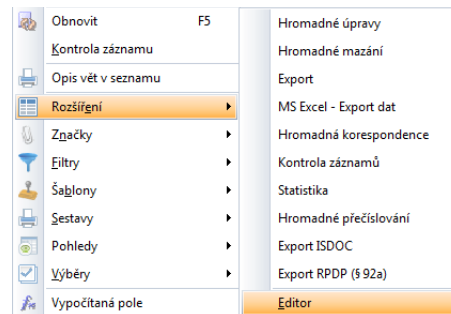 Obnovit F5
Kontrola záznamu
Opis vět v seznamu
Rozšíření
Značky
Filtry
Šablony
Sestavy
Pohledy
Výběry
Vypočítaná pole
Hromadné úpravy
Hromadné mazání
Export
MS Excel - Export dat
Hromadná korespondence
Kontrola záznamů
Statistika
Hromadné přečíslování
Export ISDOC
Export RPDP (§ 92a)
Editor